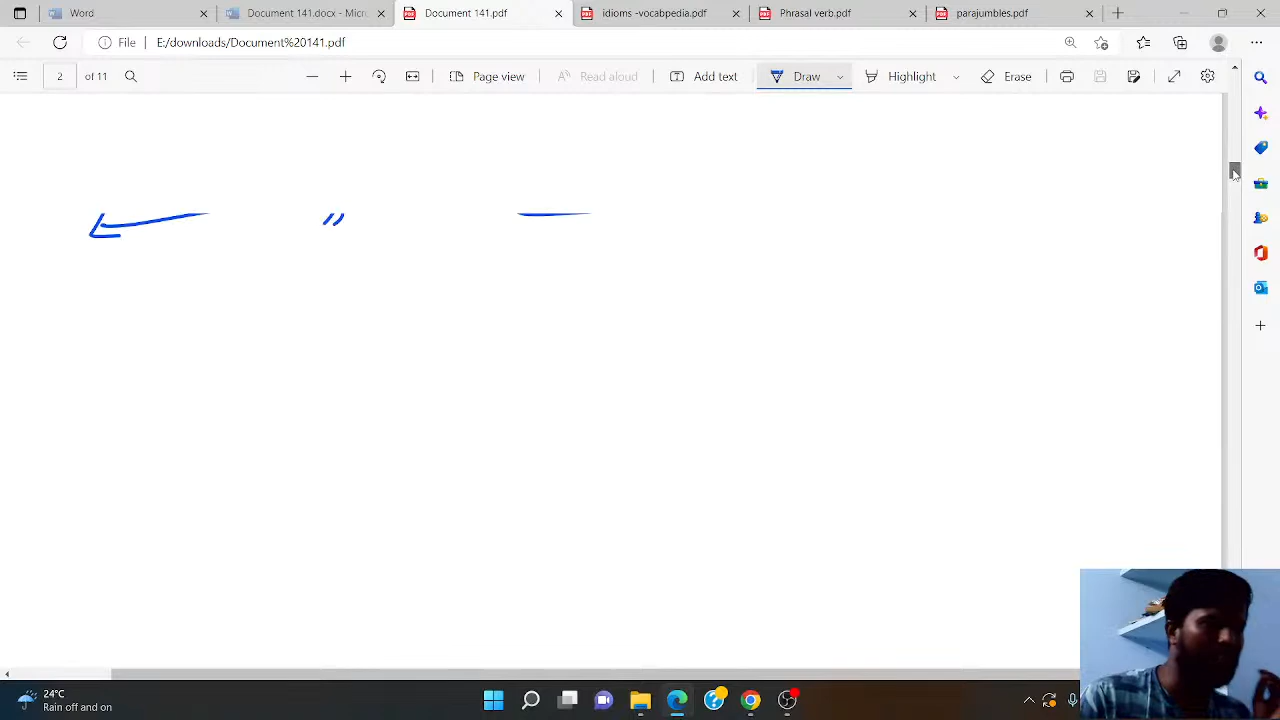 Word
Document 141.docx - Micro
Document 141.pdf
idioms -vocabpedia.pdf
Phrasal verb.pdf
parajumbles.pdf
File
E:/downloads/Document%20141.pdf
2 of 11
Page view
Read aloud
Add text
Draw
Highlight
Erase
24°C
Rain off and on